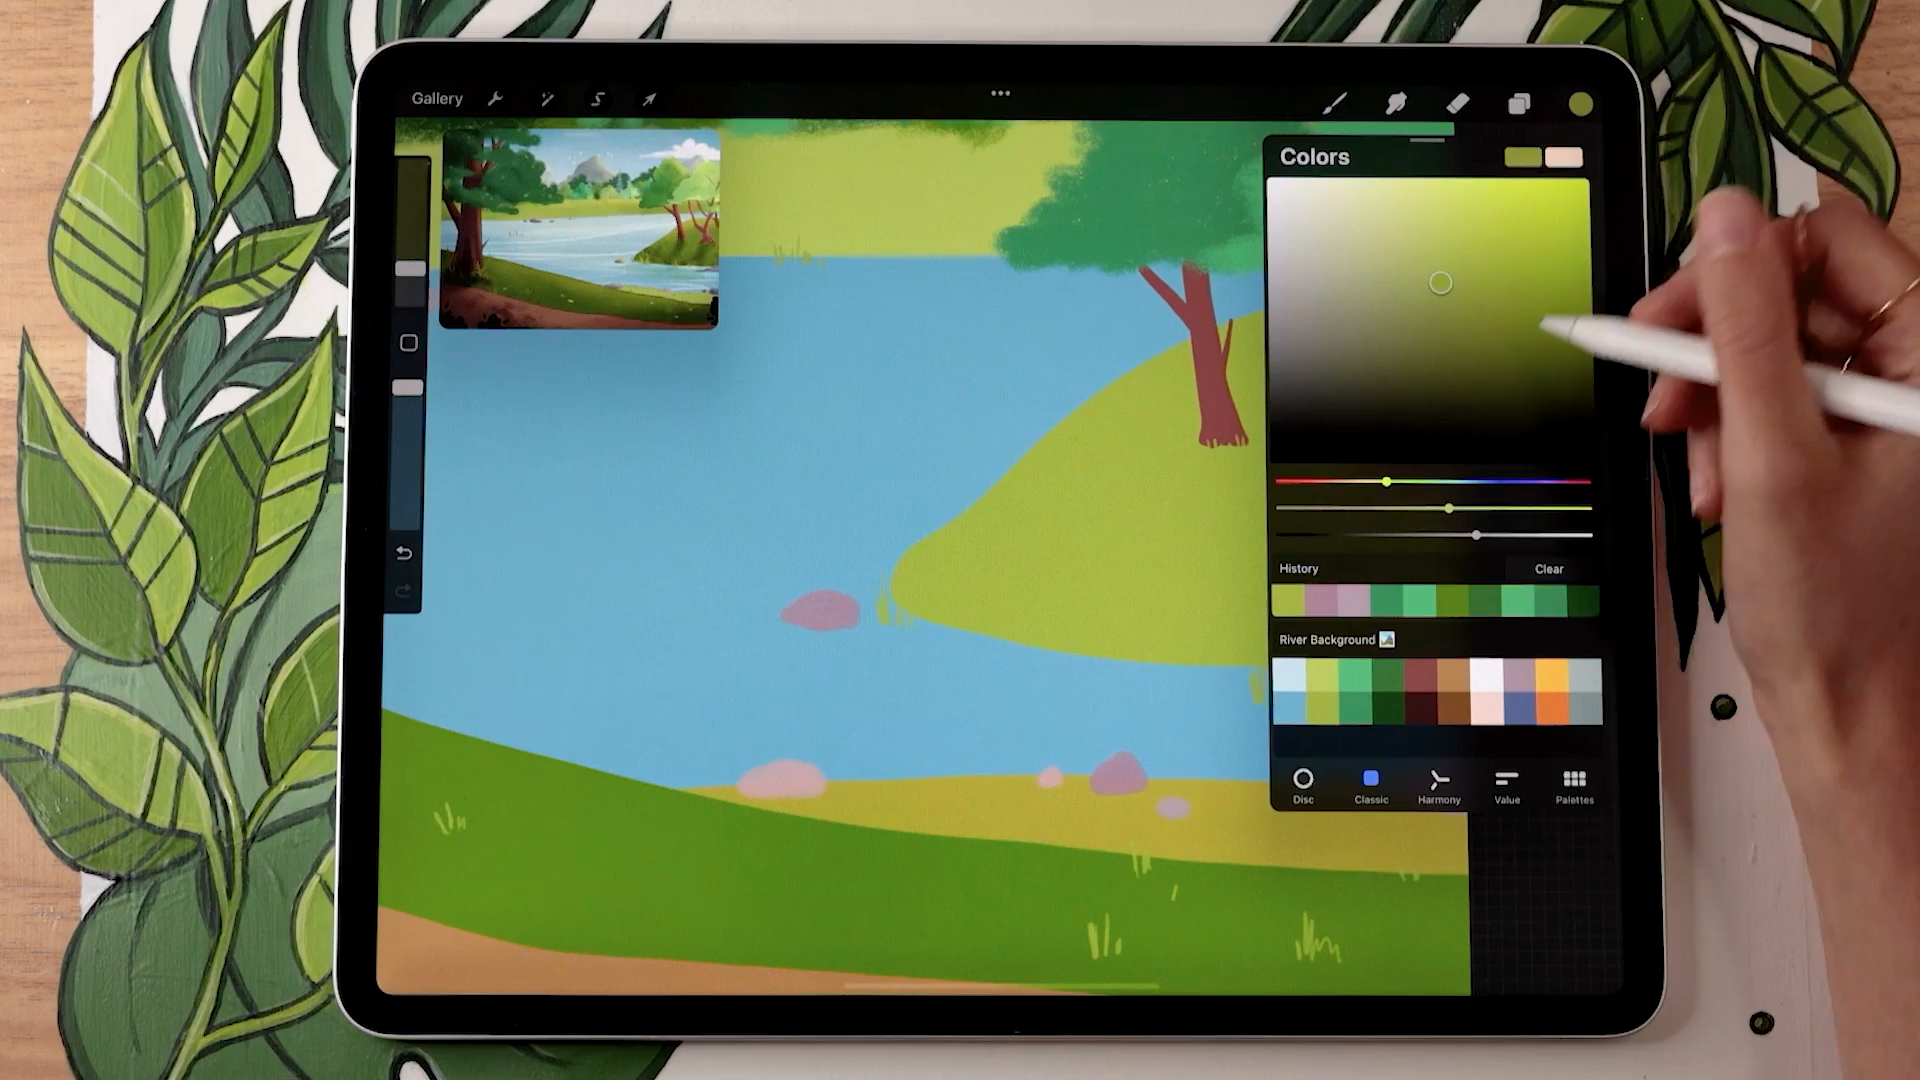 Gallery
Colors
History
Clear
River Background
Disc
Classic
Harmony
Value
Palettes